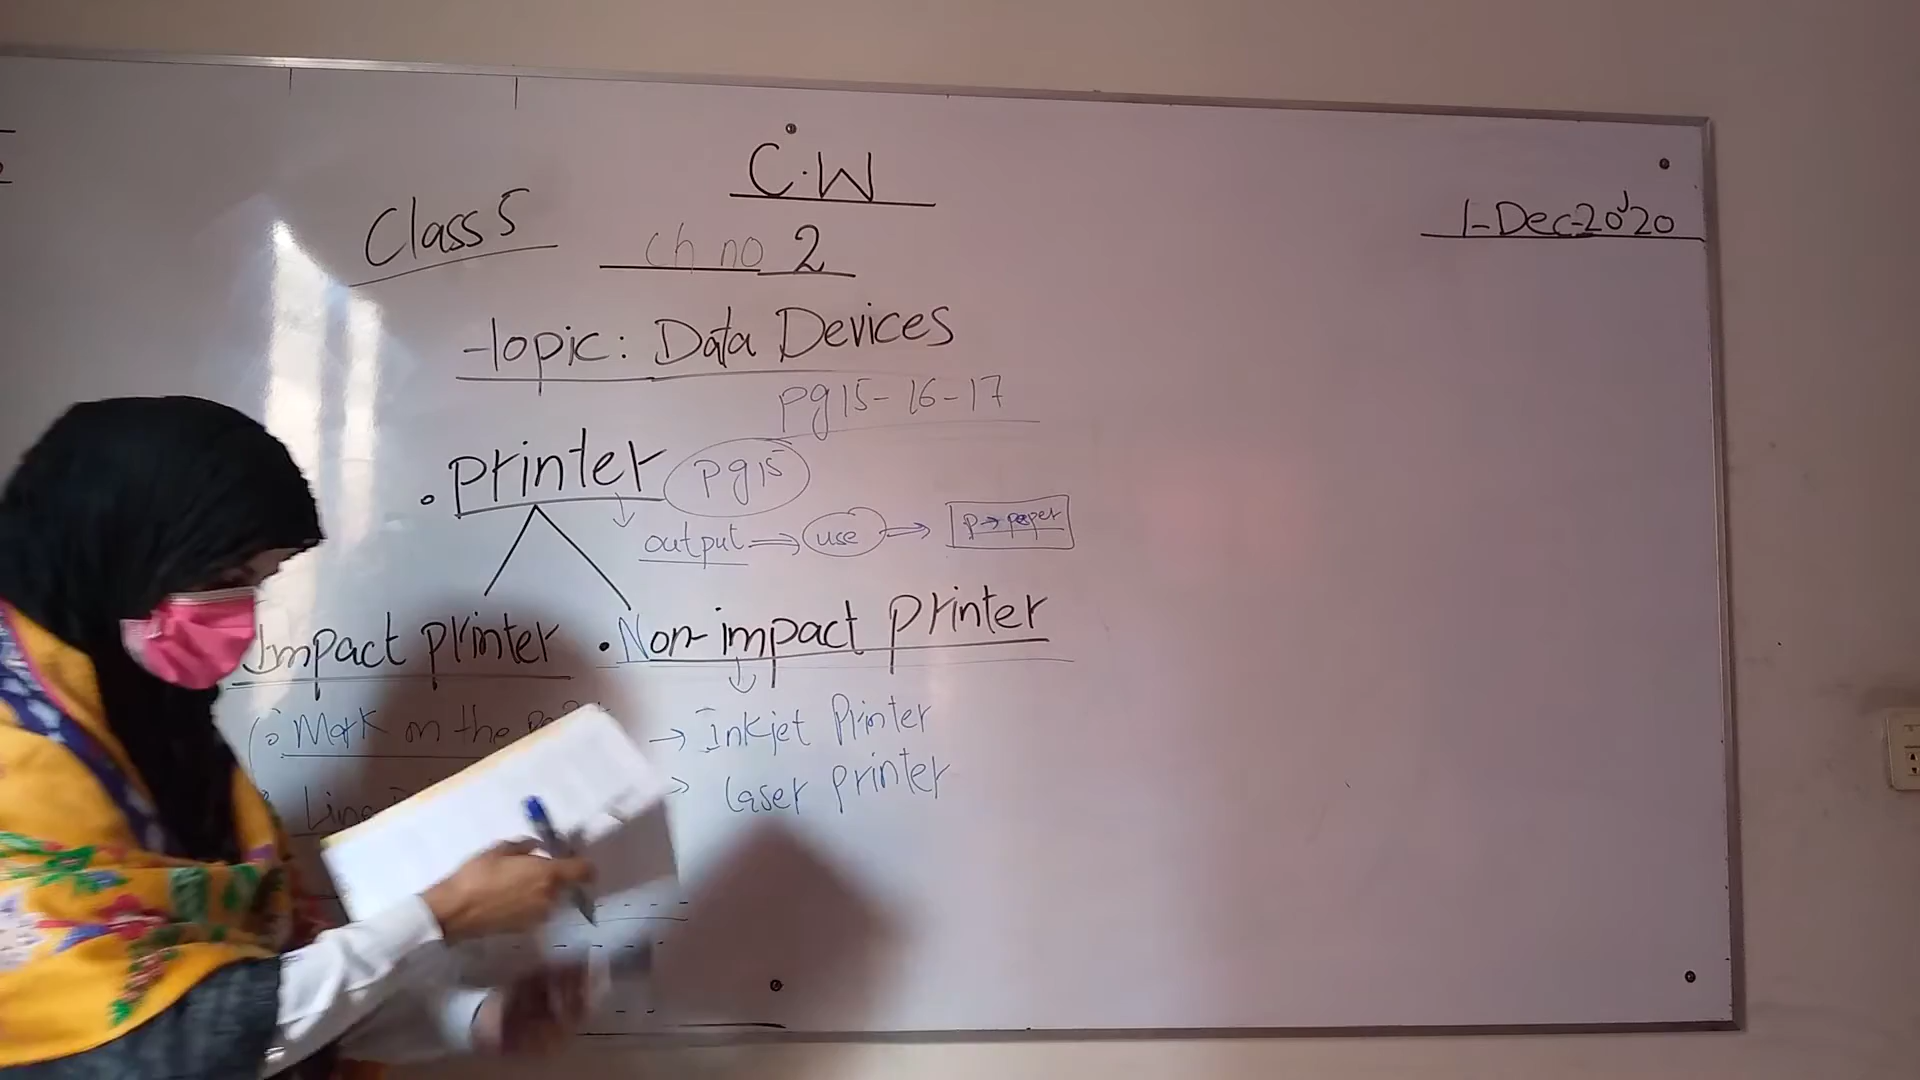 C.W
1-Dec-2020
Class 5
ch no 2
Topic: Data Devices
pg 15-16-17
. printer pg 15
output ⇒ use ⇒ P → paper
Impact printer . Non-impact printer
Mark on the
→ Inkjet Printer
→ Laser printer
Line